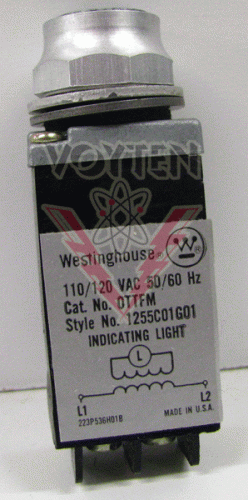 VOYTEN
Westinghouse®
110/120 VAC 50/60 Hz
Cat. No. OTTFM
Style No. 1255C01G01
INDICATING LIGHT
L
L1 L2
223P536H01B MADE IN U.S.A.